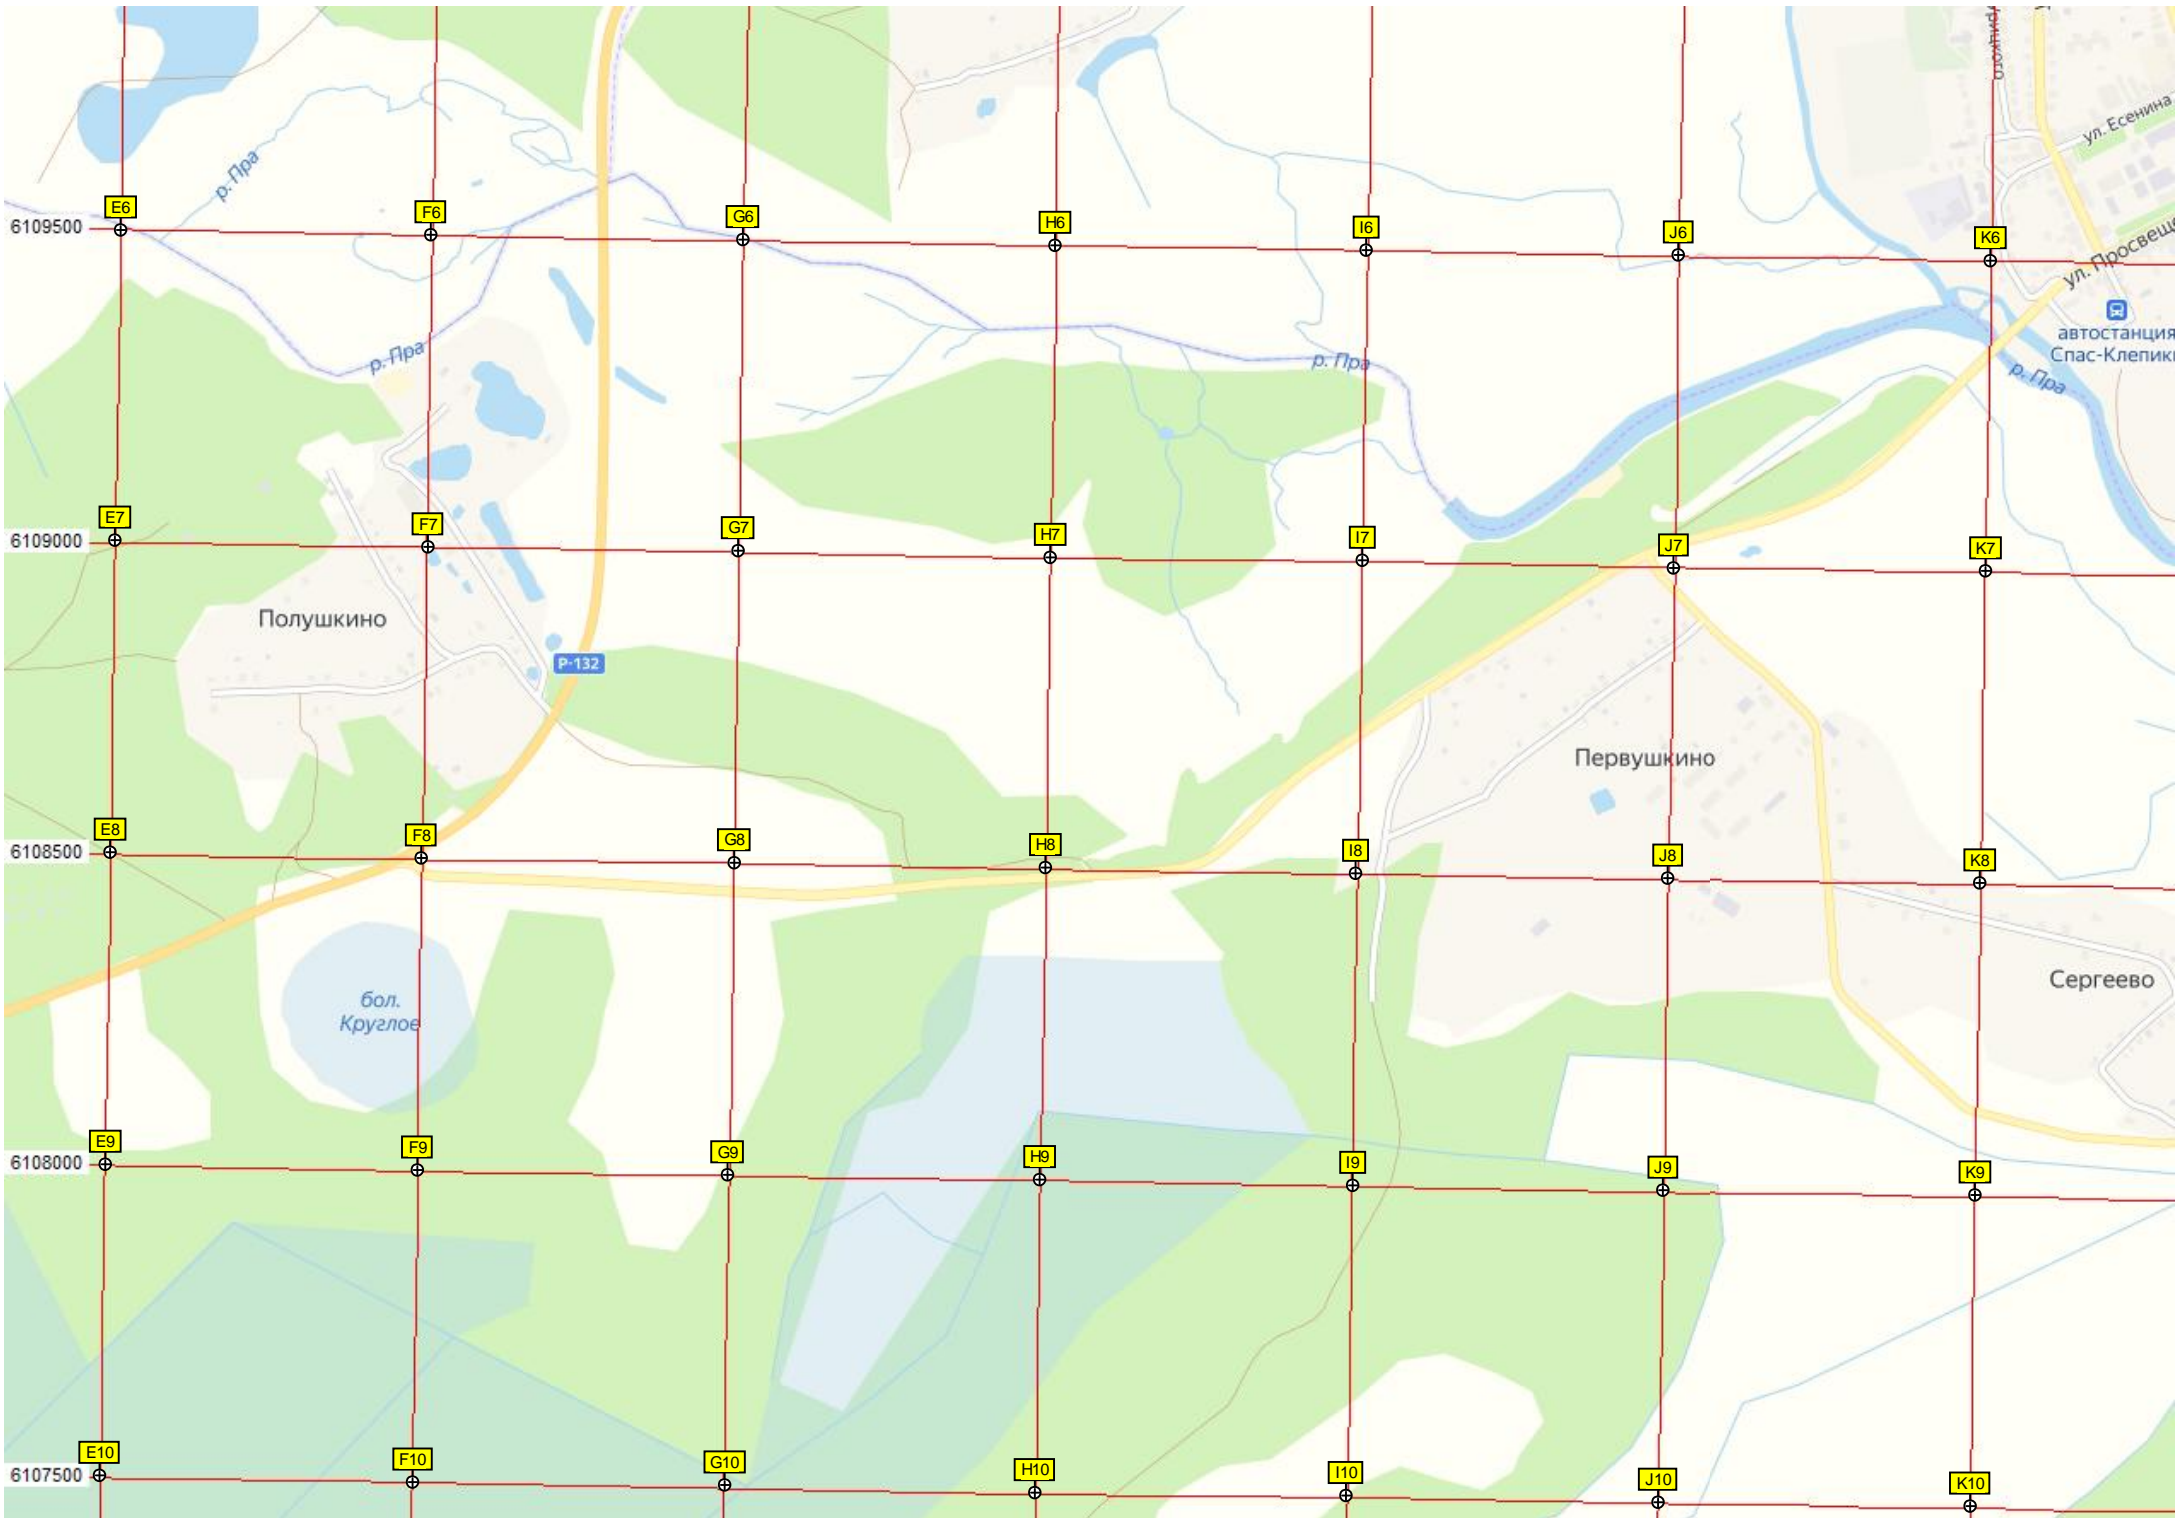 ул. Есенина
р. Пра
E6
F6
G6
H6
I6
J6
K6
6109500
ул. Просвещ
автостанция
Спас-Клепики
р. Пра
р. Пра
р. Пра
E7
F7
G7
H7
I7
J7
K7
6109000
Полушкино
P-132
Первушкино
E8
F8
G8
H8
I8
J8
K8
6108500
Сергеево
бол.
Круглое
E9
F9
G9
H9
I9
J9
K9
6108000
E10
F10
G10
H10
I10
J10
K10
6107500